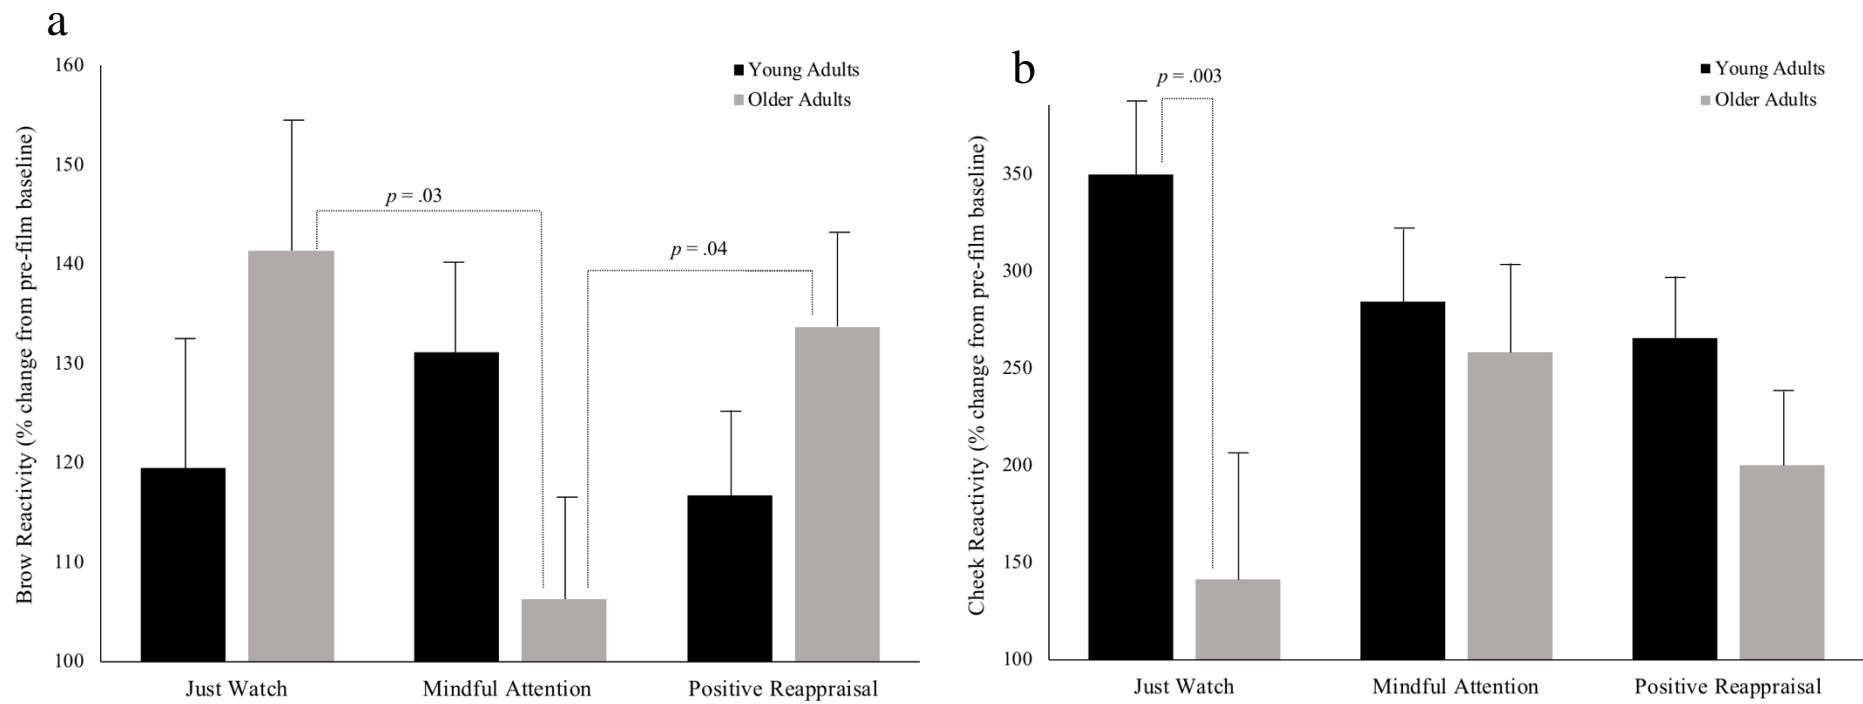 a
160
150
140
130
120
110
100
Brow Reactivity (% change from pre-film baseline)
Young Adults
Older Adults
p = .03
p = .04
Just Watch
Mindful Attention
Positive Reappraisal
b
350
300
250
200
150
100
Cheek Reactivity (% change from pre-film baseline)
p = .003
Young Adults
Older Adults
Just Watch
Mindful Attention
Positive Reappraisal